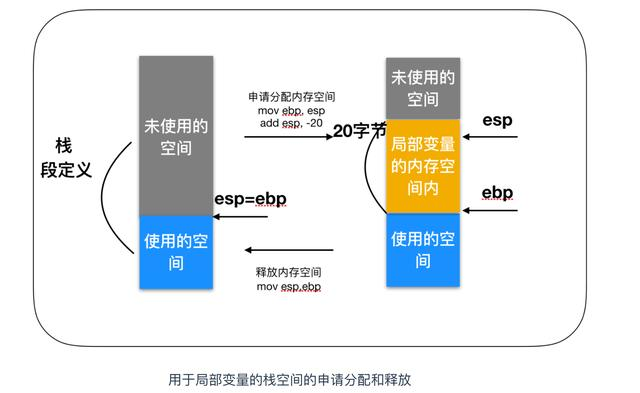 栈
段定义
未使用的
空间
使用的空
间
esp=ebp
申请分配内存空间
mov ebp, esp
add esp, -20
释放内存空间
mov esp,ebp
20字节
未使用的
空间
局部变量
的内存空
间内
使用的空
间
esp
ebp
用于局部变量的栈空间的申请分配和释放